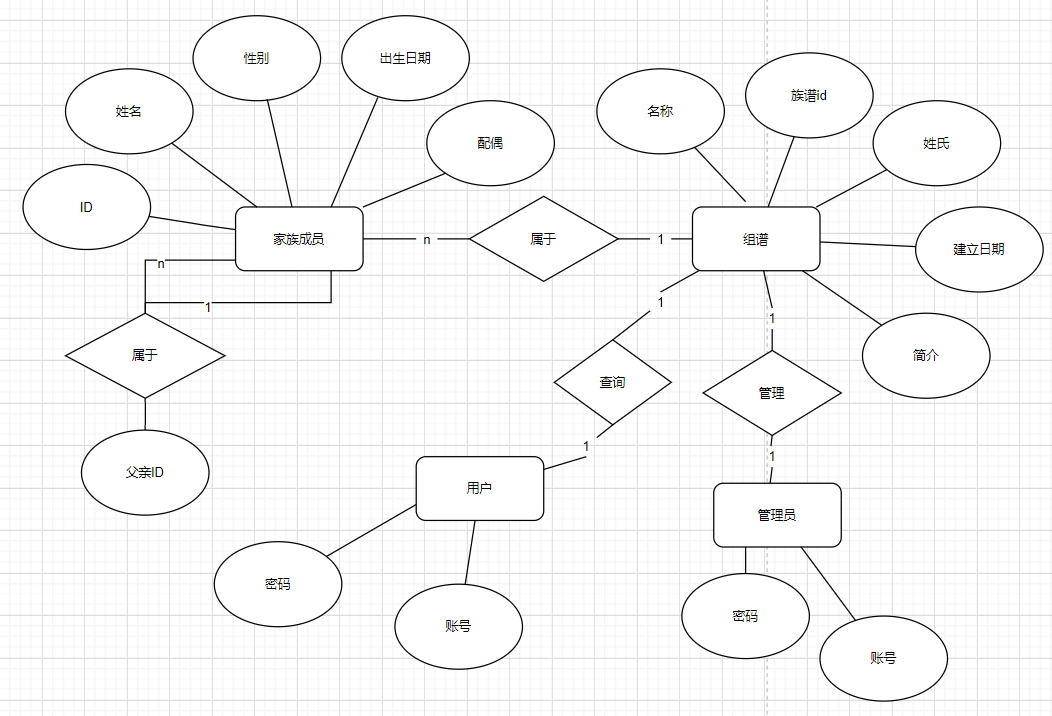 性别
出生日期
姓名
配偶
名称
族谱id
姓氏
ID
家族成员
n
属于
1
组谱
建立日期
n
1
1
1
属于
简介
查询
管理
1
1
父亲ID
用户
管理员
密码
账号
密码
账号